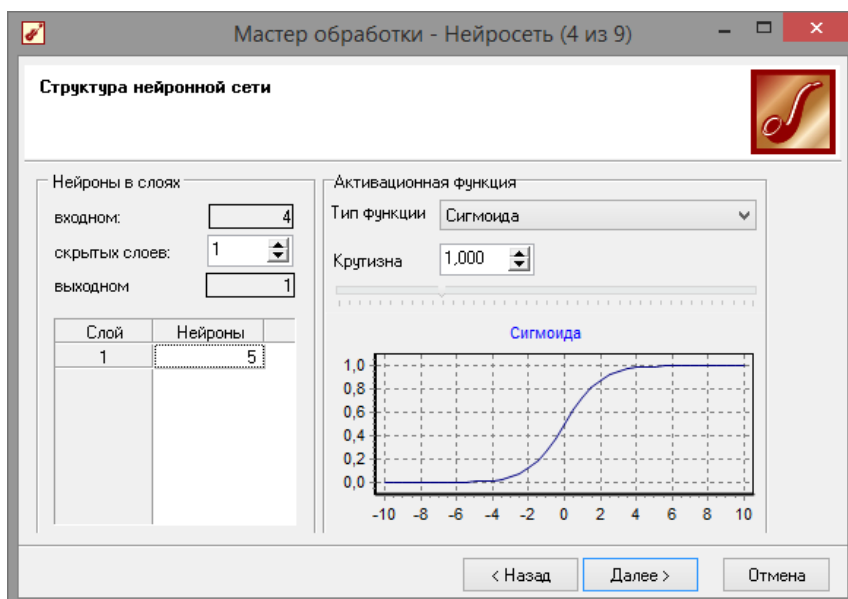 Мастер обработки - Нейросеть (4 из 9)
Структура нейронной сети
Нейроны в слоях
входном: 4
скрытых слоев: 1
выходном 1
Слой Нейроны
1 5
Активационная функция
Тип функции Сигмоида
Крутизна 1,000
Сигмоида
1,0
0,8
0,6
0,4
0,2
0,0
-10 -8 -6 -4 -2 0 2 4 6 8 10
< Назад Далее > Отмена